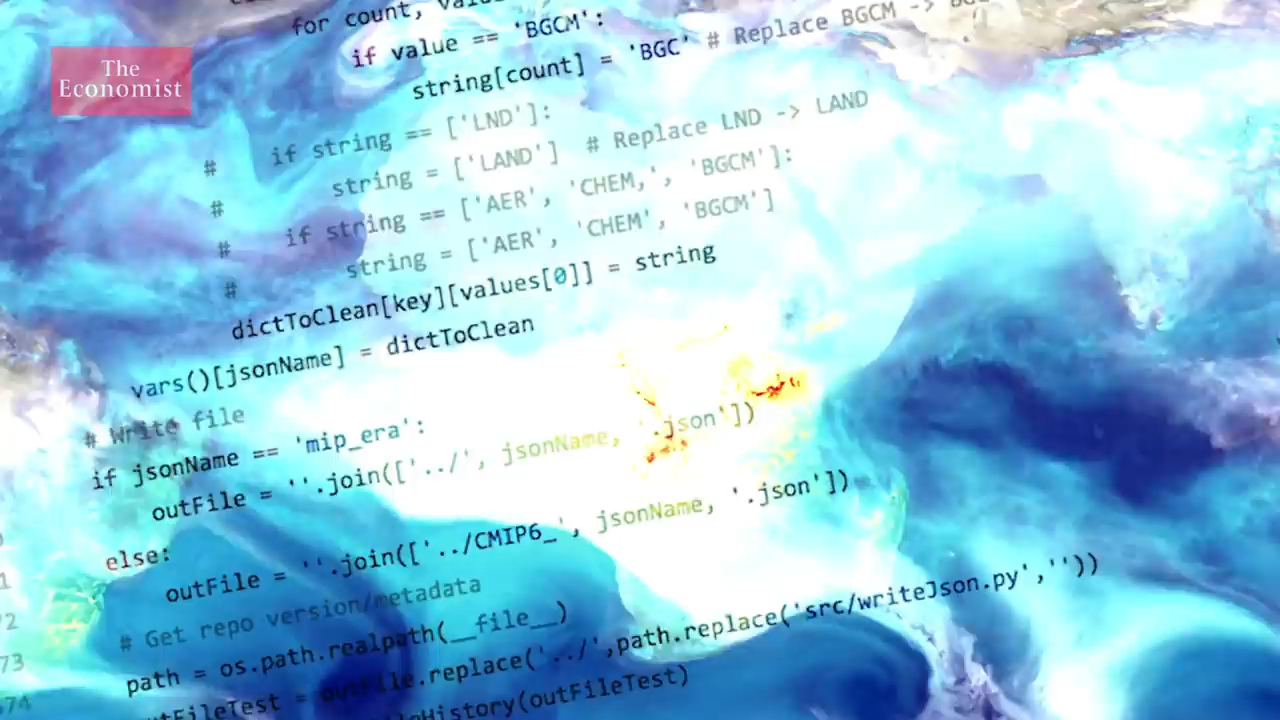 The
Economist
for count,
if value == 'BGCM':
string[count] = 'BGC' # Replace BGCM ->
# if string == ['LND']:
# string = ['LAND'] # Replace LND -> LAND
# if string == ['AER', 'CHEM,', 'BGCM']:
# string = ['AER', 'CHEM', 'BGCM']
dictToClean[key][values[0]] = string
vars()[jsonName] = dictToClean
# Write file
if jsonName == 'mip_era':
outFile = ''.join(['../', jsonName, '.json'])
else:
outFile = ''.join(['../CMIP6_', jsonName, '.json'])
# Get repo version/metadata
73 path = os.path.realpath(__file__)
74 outFileTest = outFile.replace('../',path.replace('src/writeJson.py',''))
(outFileTest)